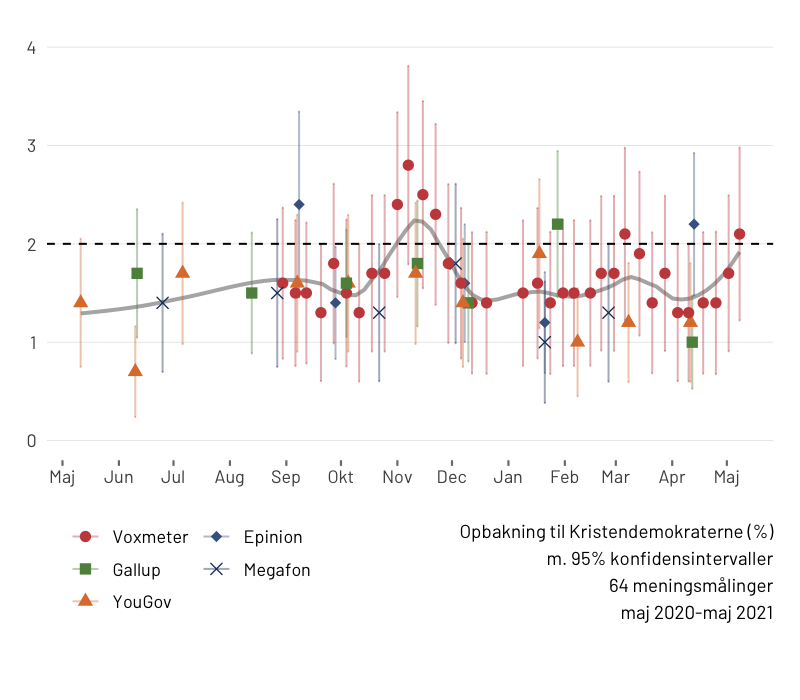 4
3
2
1
0
Maj Jun Jul Aug Sep Okt Nov Dec Jan Feb Mar Apr Maj
Voxmeter Epinion
Gallup Megafon
YouGov
Opbakning til Kristendemokraterne (%)
m. 95% konfidensintervaller
64 meningsmålinger
maj 2020-maj 2021